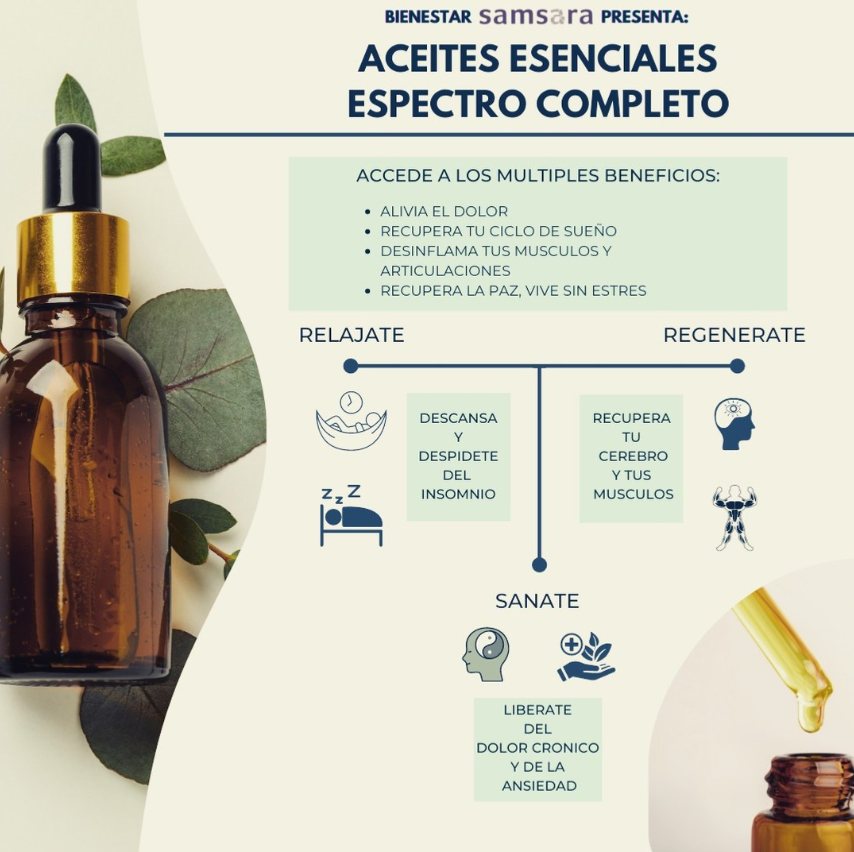 BIENESTAR samsara PRESENTA:
ACEITES ESENCIALES
ESPECTRO COMPLETO
ACCEDE A LOS MULTIPLES BENEFICIOS:
• ALIVIA EL DOLOR
• RECUPERA TU CICLO DE SUEÑO
• DESINFLAMA TUS MUSCULOS Y
ARTICULACIONES
• RECUPERA LA PAZ, VIVE SIN ESTRES
RELAJATE
REGENERATE
DESCANSA
Y
DESPIDETE
DEL
INSOMNIO
RECUPERA
TU
CEREBRO
Y TUS
MUSCULOS
z z Z
SANATE
LIBERATE
DEL
DOLOR CRONICO
Y DE LA
ANSIEDAD